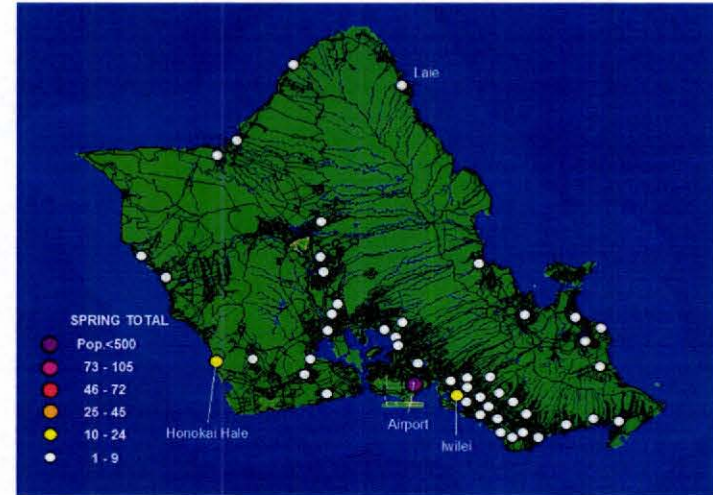 Laie
SPRING TOTAL
Pop.<500
73 - 105
46 - 72
25 - 45
10 - 24
1 - 9
Honokai Hale
Airport
Iwilei